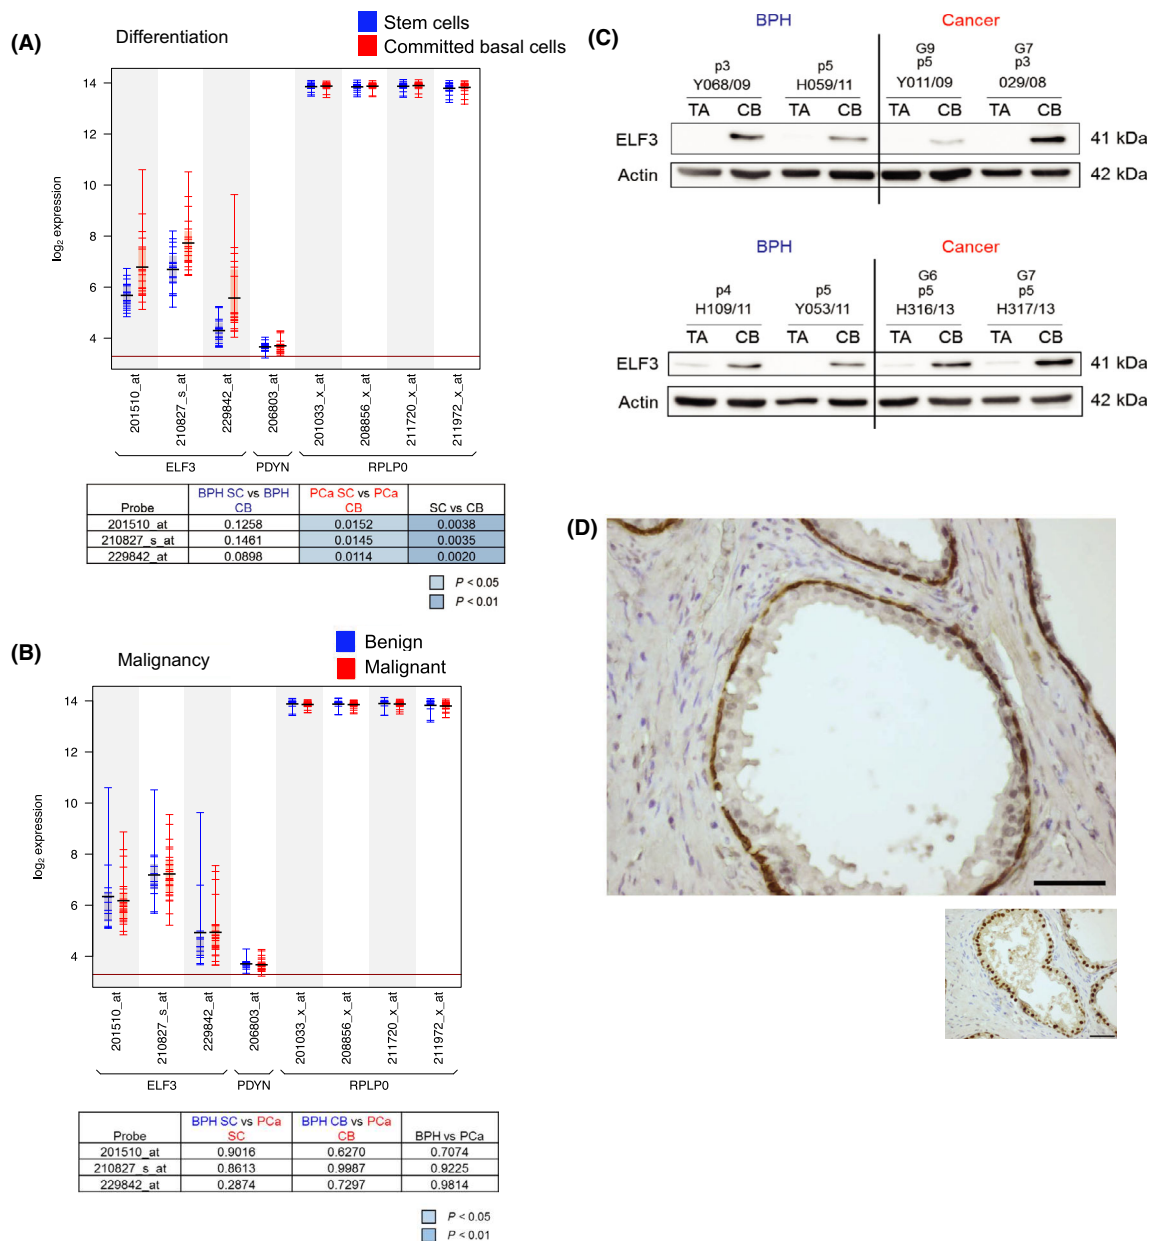 (A)
Differentiation
Stem cells
Committed basal cells
14
12
10
8
6
4
log2 expression
201510_at
210827_s_at
229842_at
206803_at
201033_x_at
208856_x_at
211720_x_at
211972_x_at
ELF3 PDYN RPLP0
Probe BPH SC vs BPH CB PCa SC vs PCa CB SC vs CB
201510_at 0.1258 0.0152 0.0038
210827_s_at 0.1461 0.0145 0.0035
229842_at 0.0898 0.0114 0.0020
P < 0.05
P < 0.01
(B)
Malignancy
Benign
Malignant
14
12
10
8
6
4
log2 expression
201510_at
210827_s_at
229842_at
206803_at
201033_x_at
208856_x_at
211720_x_at
211972_x_at
ELF3 PDYN RPLP0
Probe BPH SC vs PCa SC BPH CB vs PCa CB BPH vs PCa
201510_at 0.9016 0.6270 0.7074
210827_s_at 0.8613 0.9987 0.9225
229842_at 0.2874 0.7297 0.9814
P < 0.05
P < 0.01
(C)
BPH Cancer
p3 p5 G9 p5 G7 p3
Y068/09 H059/11 Y011/09 029/08
TA CB TA CB TA CB TA CB
ELF3 41 kDa
Actin 42 kDa
BPH Cancer
p4 p5 G6 p5 G7 p5
H109/11 Y053/11 H316/13 H317/13
TA CB TA CB TA CB TA CB
ELF3 41 kDa
Actin 42 kDa
(D)